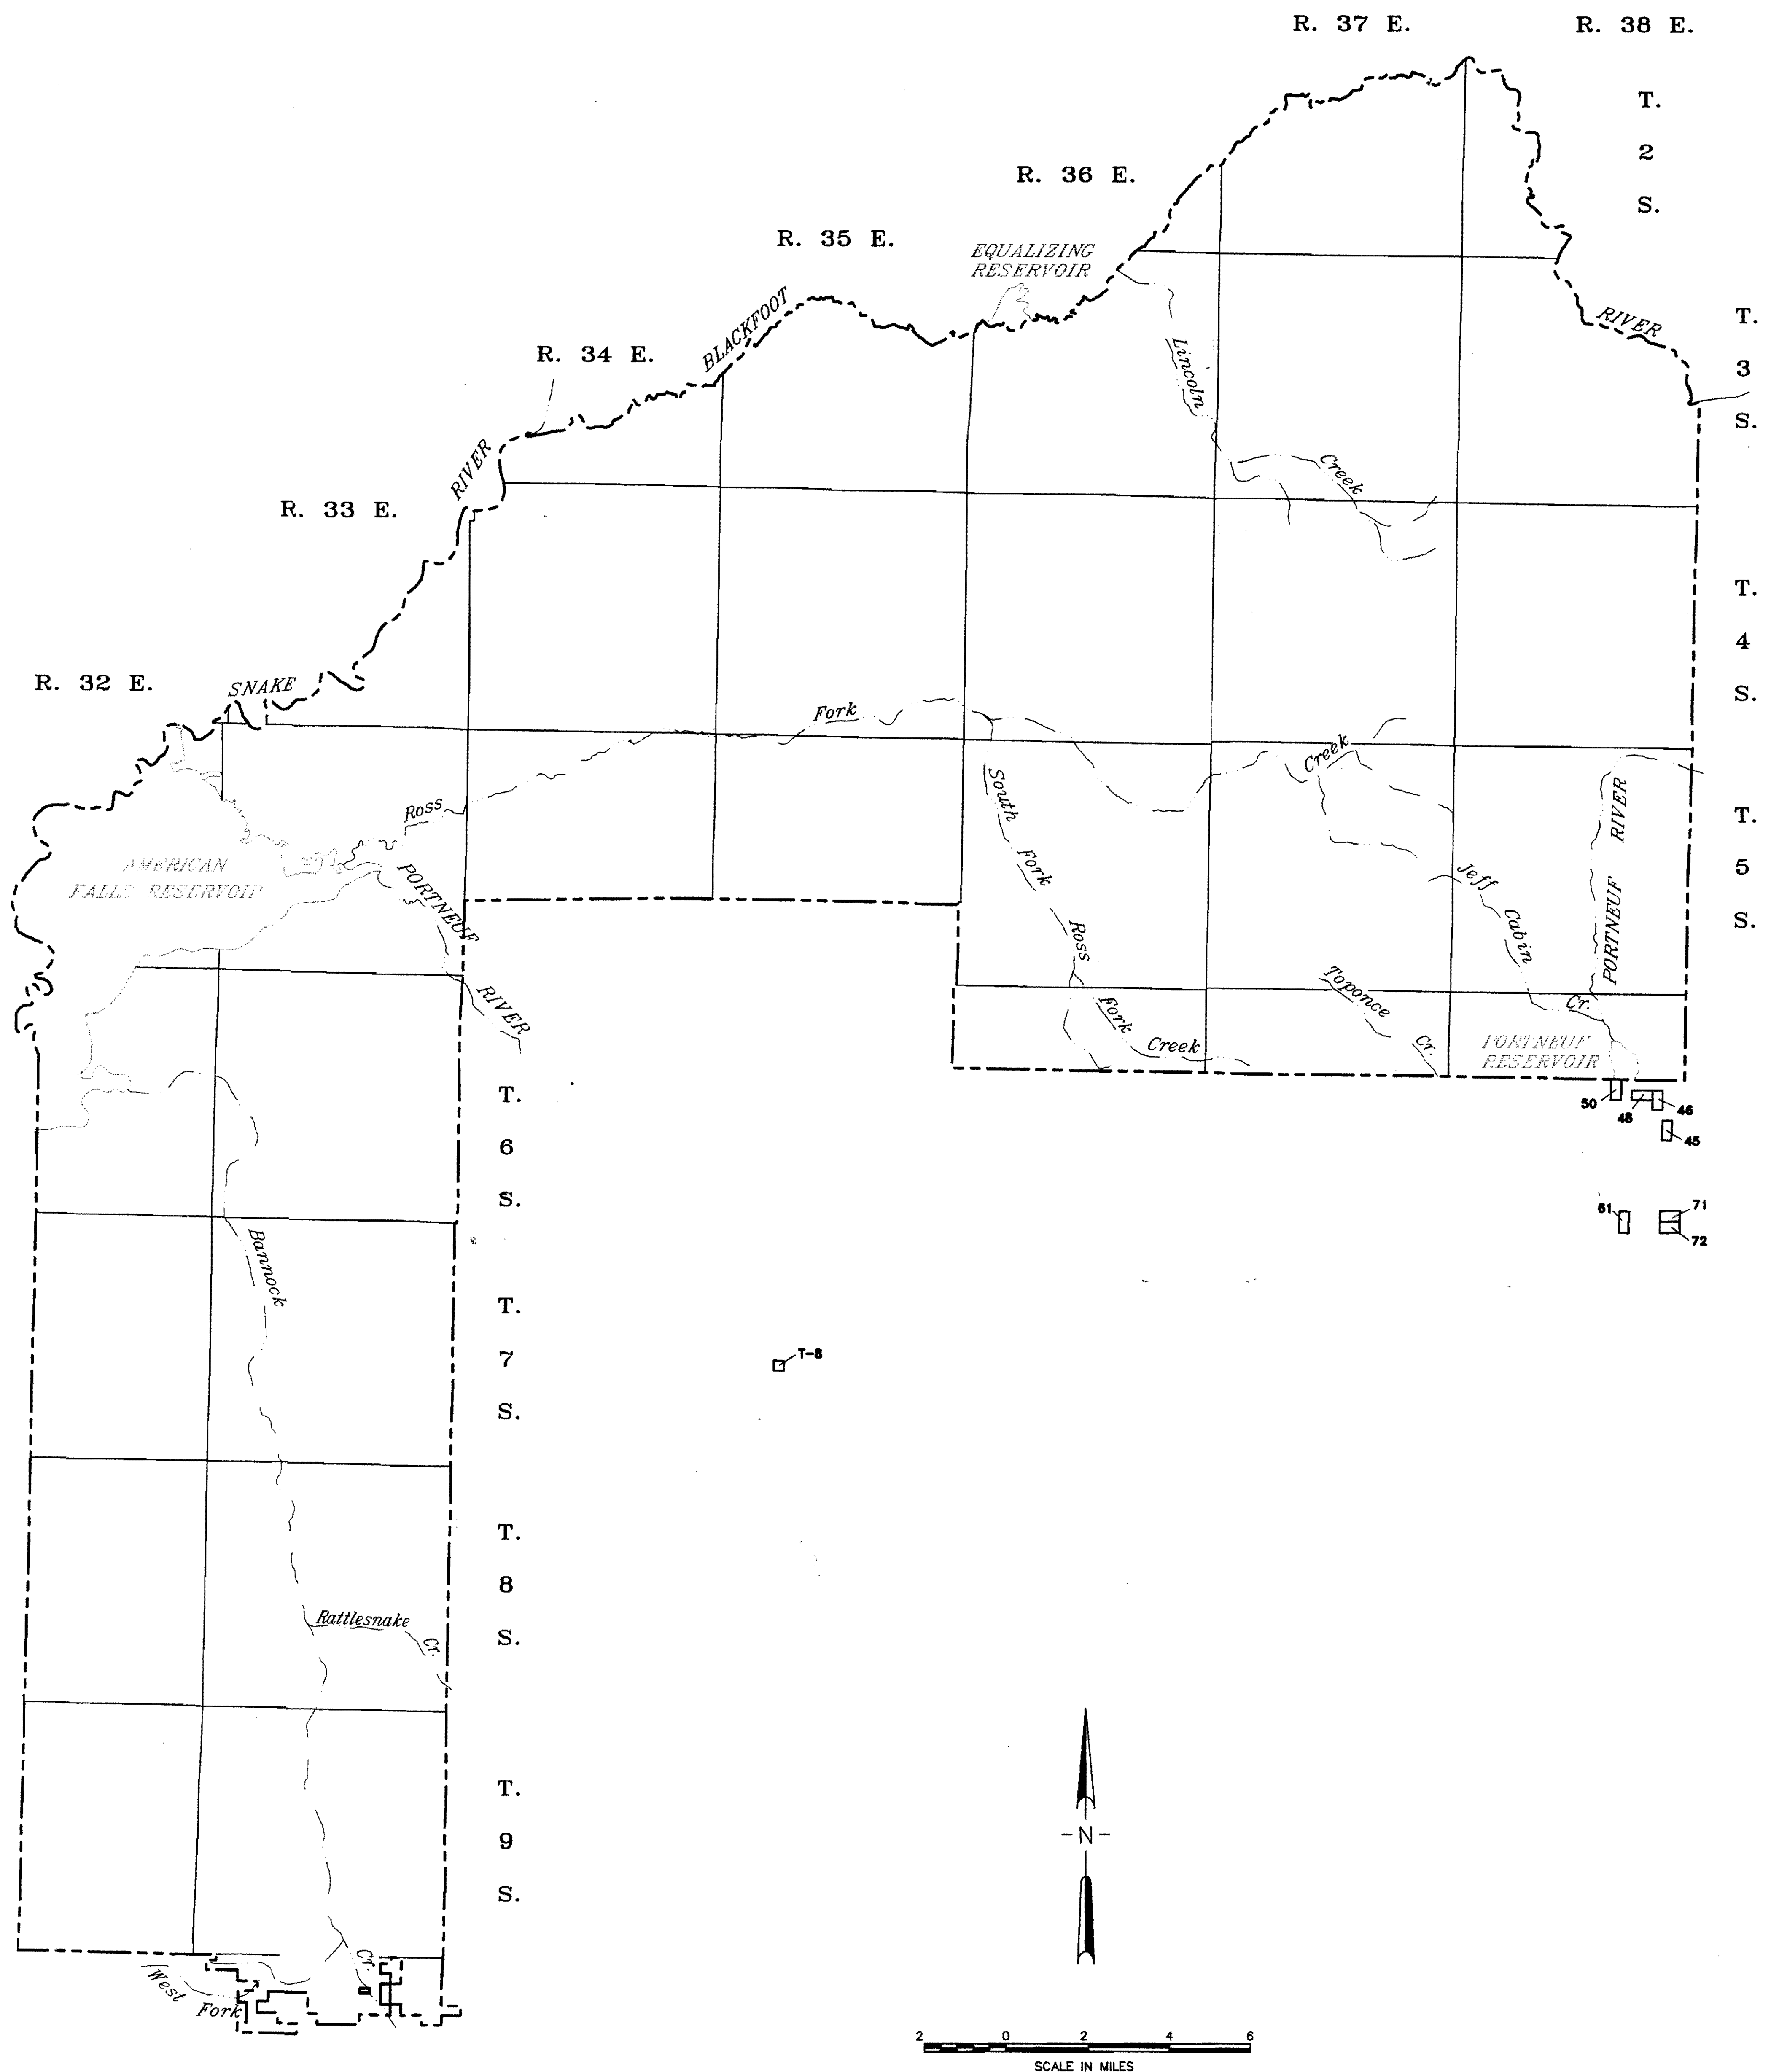 R. 37 E.
R. 38 E.
T.
2
S.
R. 36 E.
R. 35 E.
EQUALIZING
RESERVOIR
BLACKFOOT
RIVER
T.
3
S.
R. 34 E.
Lincoln
Creek
RIVER
R. 33 E.
T.
4
S.
R. 32 E.
SNAKE
Fork
Creek
Ross
South
Fork
Ross
Fork
Creek
RIVER
PORTNEUF
T.
5
S.
AMERICAN
FALLS RESERVOIR
PORTNEUF
RIVER
Jeff
Cabin
Cr.
Toponce
Cr.
PORTNEUF
RESERVOIR
50
48
46
45
61
71
72
T.
6
S.
Bannock
T.
7
S.
T-8
T.
8
S.
Rattlesnake
Cr.
T.
9
S.
-N-
Cr.
West
Fork
2 0 2 4 6
SCALE IN MILES